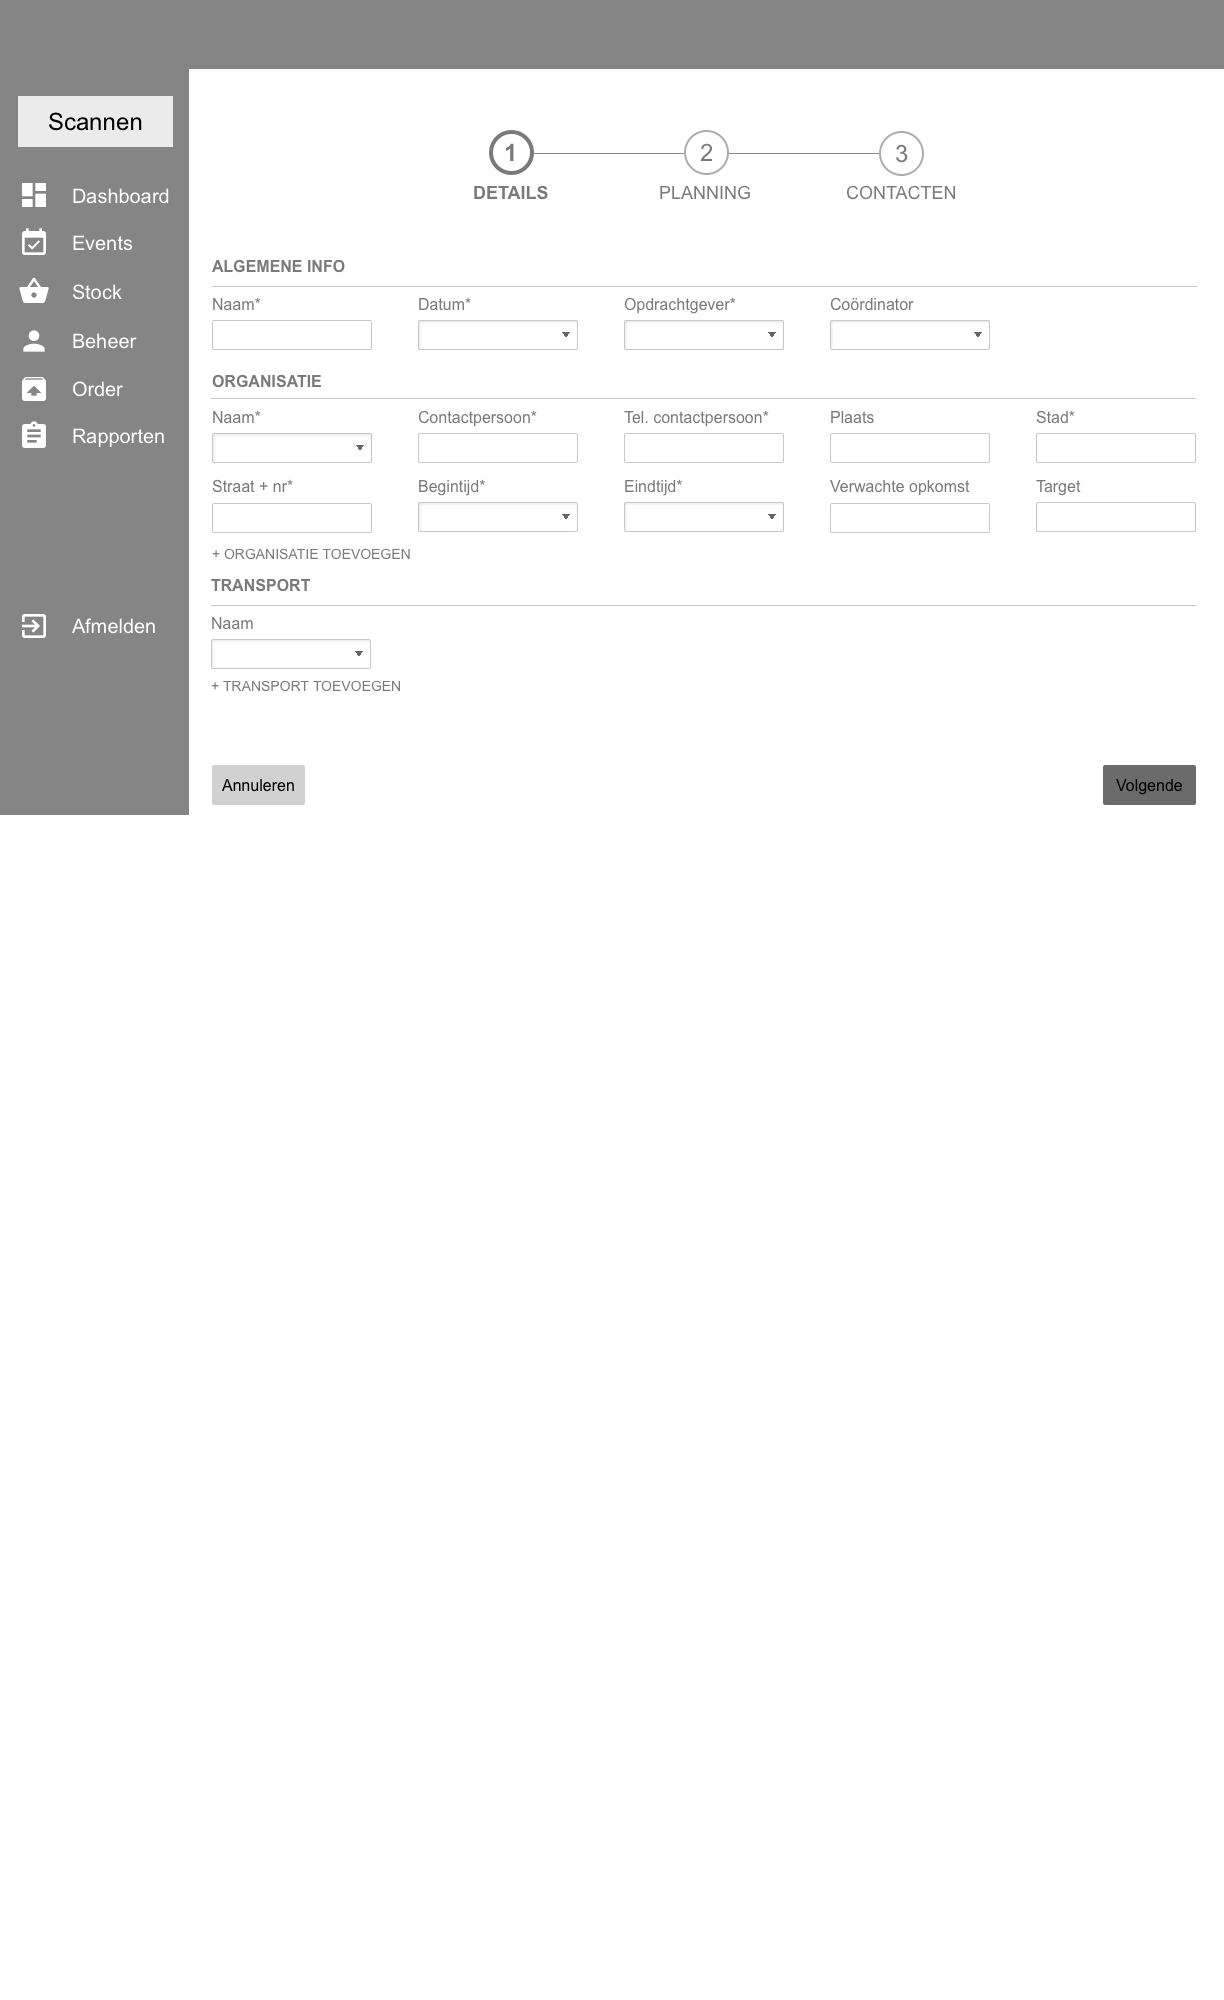 Scannen
Dashboard
Events
Stock
Beheer
Order
Rapporten
Afmelden
1 2 3
DETAILS PLANNING CONTACTEN
ALGEMENE INFO
Naam* Datum* Opdrachtgever* Coördinator
ORGANISATIE
Naam* Contactpersoon* Tel. contactpersoon* Plaats Stad*
Straat + nr* Begintijd* Eindtijd* Verwachte opkomst Target
+ ORGANISATIE TOEVOEGEN
TRANSPORT
Naam
+ TRANSPORT TOEVOEGEN
Annuleren Volgende